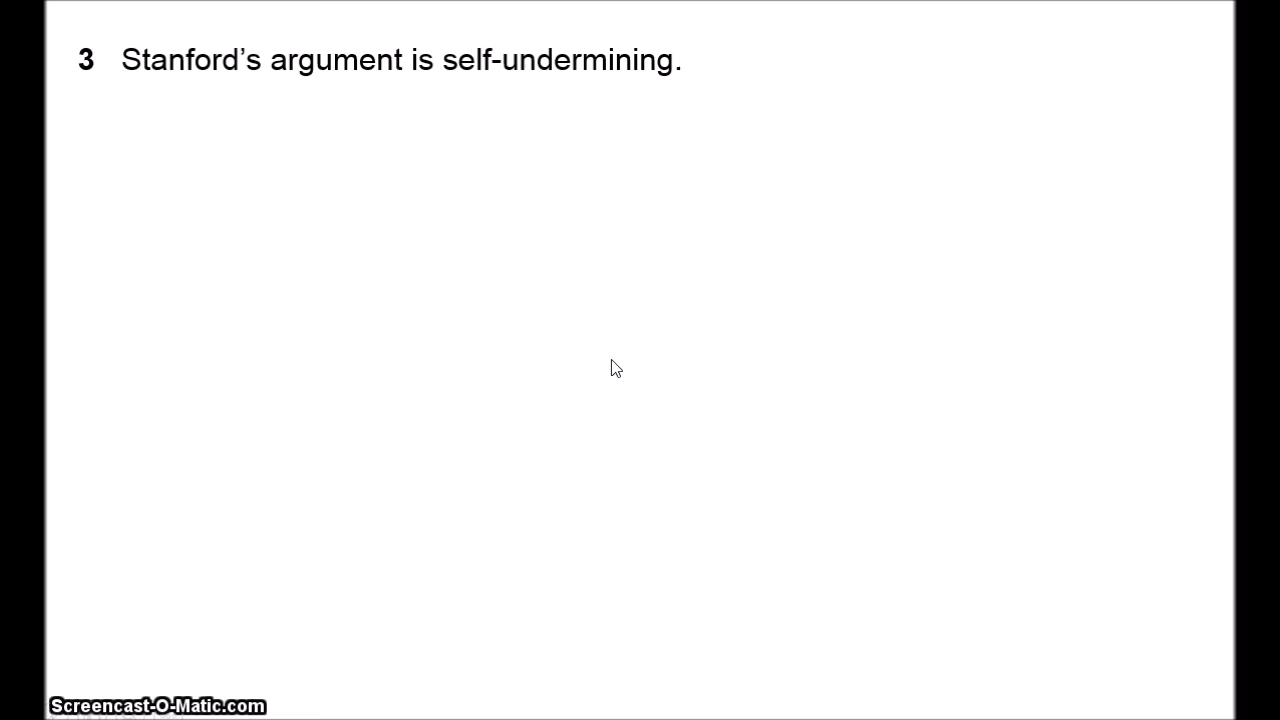 3 Stanford’s argument is self-undermining.
Screencast-O-Matic.com